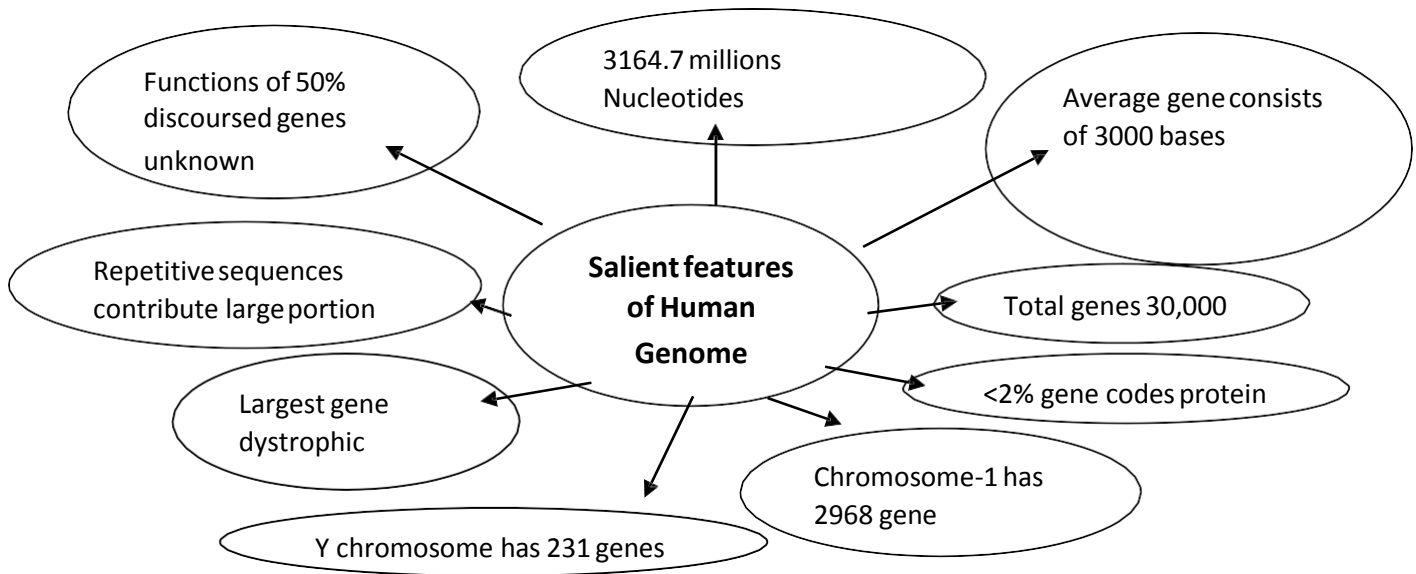 Functions of 50%
discoursed genes
unknown
3164.7 millions
Nucleotides
Average gene consists
of 3000 bases
Repetitive sequences
contribute large portion
Salient features
of Human
Genome
Total genes 30,000
<2% gene codes protein
Largest gene
dystrophic
Chromosome-1 has
2968 gene
Y chromosome has 231 genes